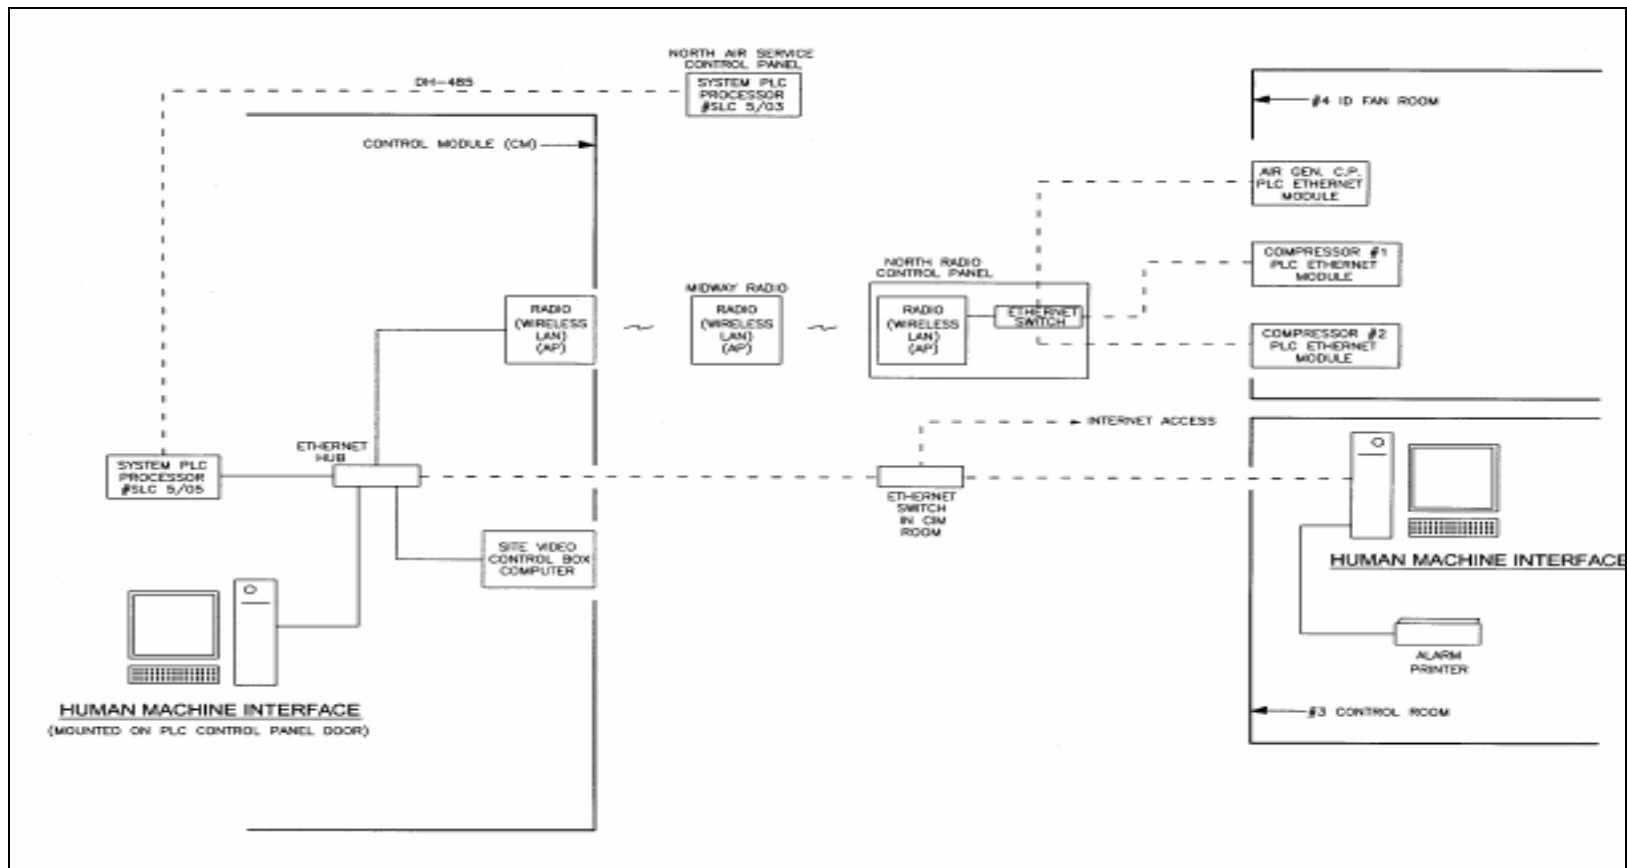 NORTH AIR SERVICE
CONTROL PANEL
DH-485
SYSTEM PLC
PROCESSOR
#SLC 5/03
#4 ID FAN ROOM
CONTROL MODULE (CM)
AIR GEN. C.P.
PLC ETHERNET
MODULE
COMPRESSOR #1
PLC ETHERNET
MODULE
NORTH RADIO
CONTROL PANEL
MIDWAY RADIO
RADIO
(WIRELESS
LAN)
(AP)
RADIO
(WIRELESS
LAN)
(AP)
RADIO
(WIRELESS
LAN)
(AP)
ETHERNET
SWITCH
COMPRESSOR #2
PLC ETHERNET
MODULE
INTERNET ACCESS
ETHERNET
HUB
SYSTEM PLC
PROCESSOR
#SLC 5/05
ETHERNET
SWITCH
IN CIM
ROOM
SITE VIDEO
CONTROL BOX
COMPUTER
HUMAN MACHINE INTERFACE
ALARM
PRINTER
HUMAN MACHINE INTERFACE
(MOUNTED ON PLC CONTROL PANEL DOOR)
#3 CONTROL ROOM